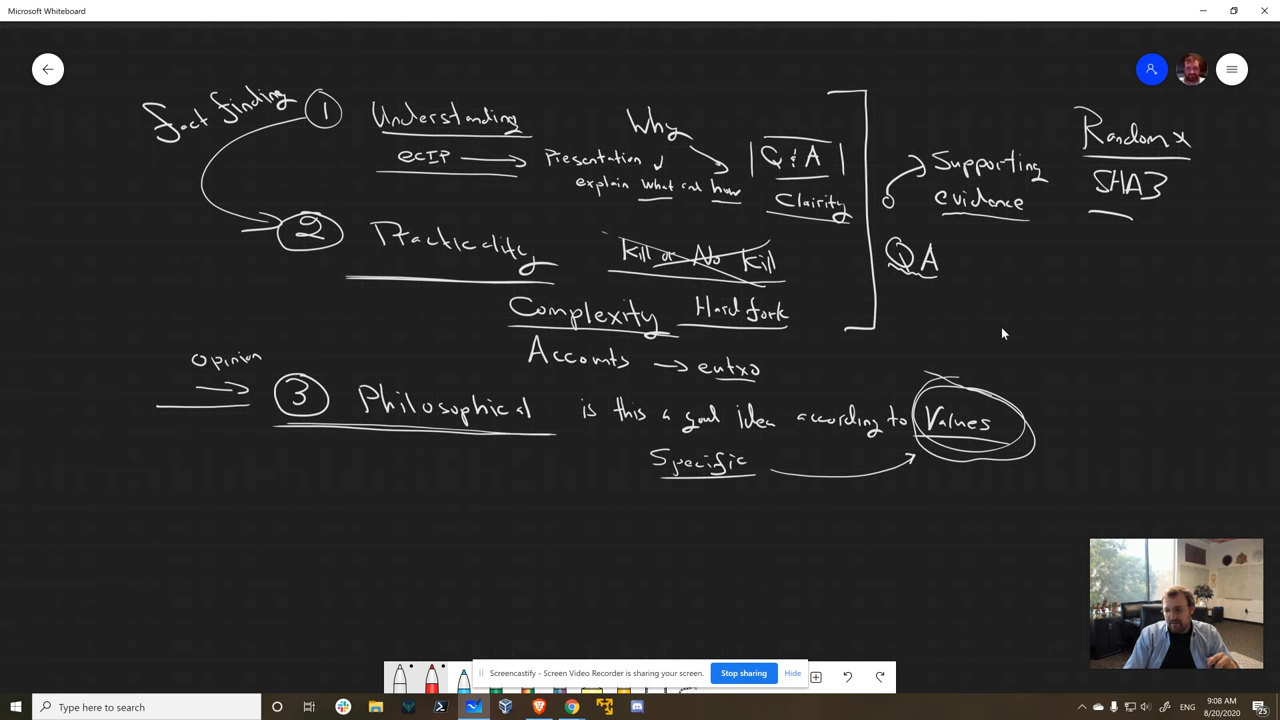 Microsoft Whiteboard
Fact finding
1 Understanding
Why
ECIP → Presentation
explain what and how
Q & A
Clairity
Supporting
evidence
Random x
SHA3
2 Practicality
Kill or No Kill
QA
Complexity Hard fork
Accounts → eutxo
Opinion
3 Philosophical is this a good idea according to Values
Specific
Screencastify - Screen Video Recorder is sharing your screen. Stop sharing Hide
Type here to search
ENG
9:08 AM
8/20/2020
25